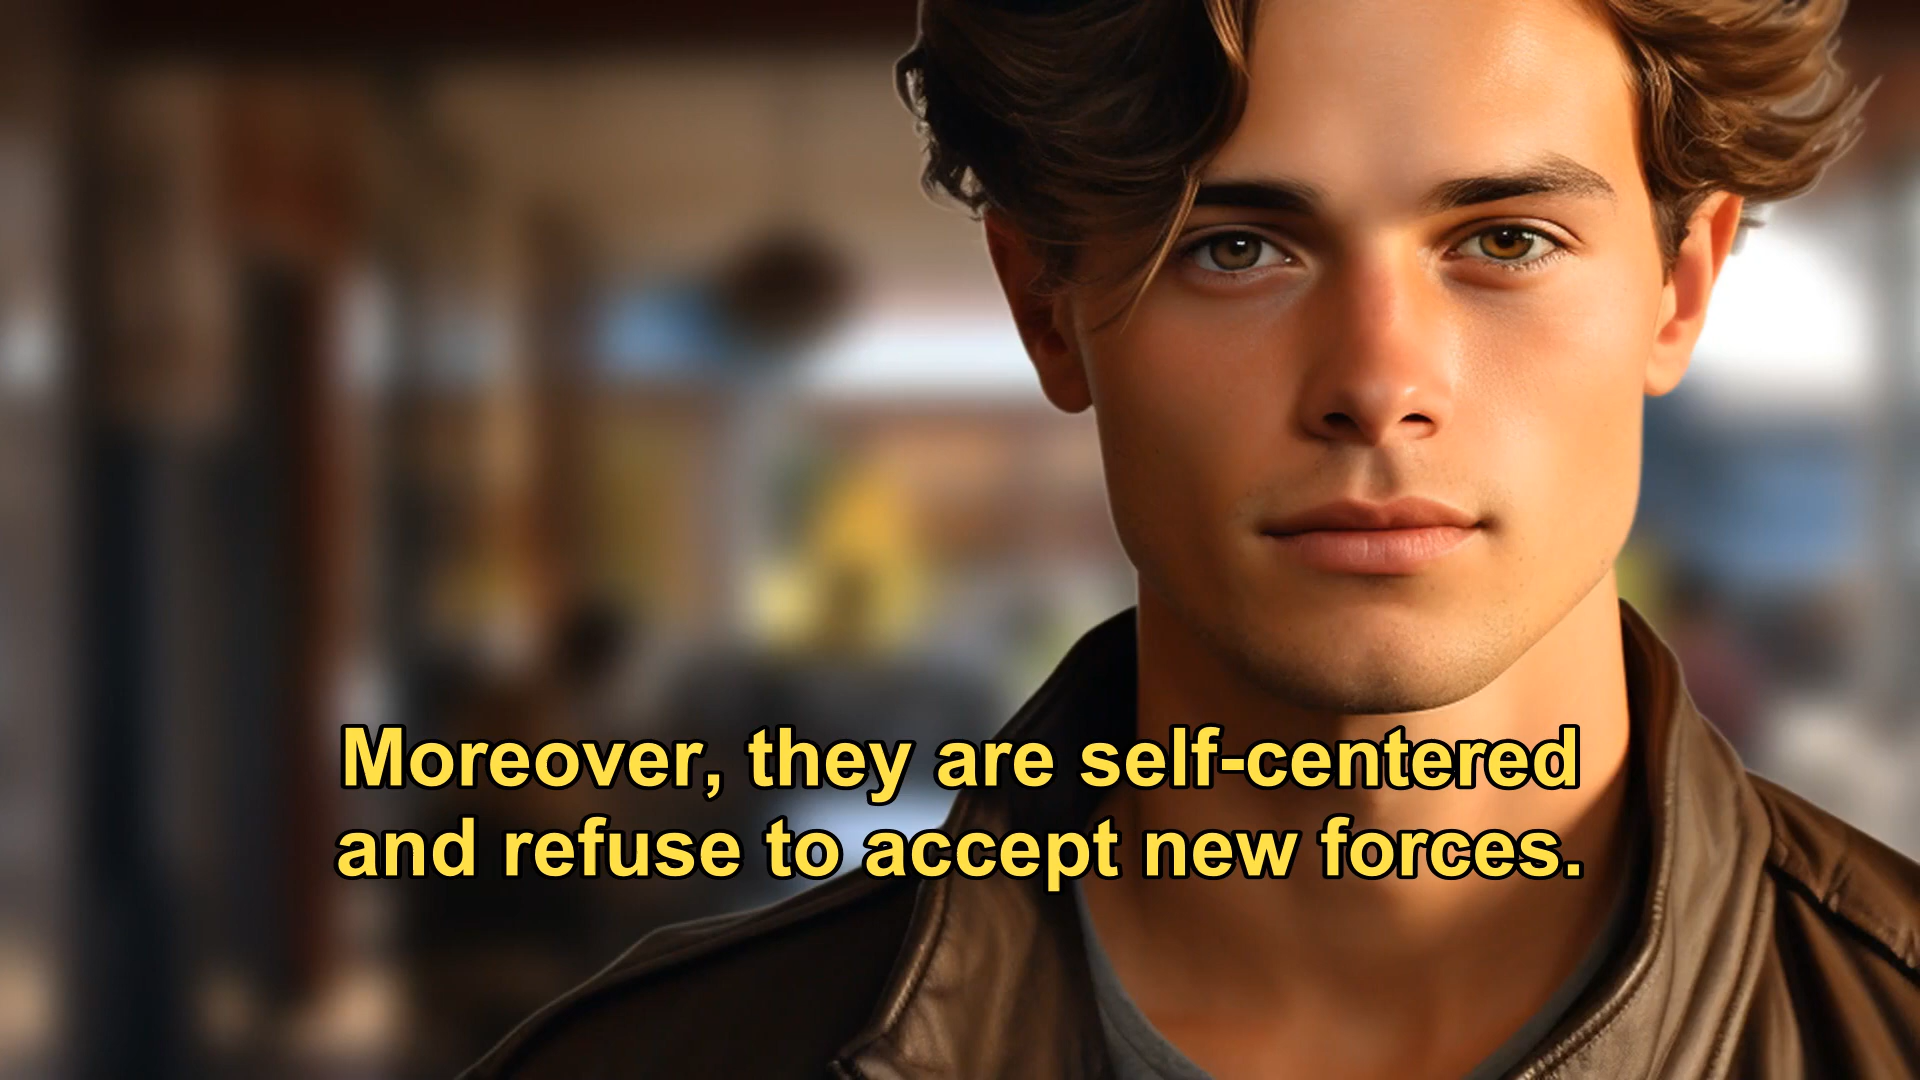 Moreover, they are self-centered
and refuse to accept new forces.